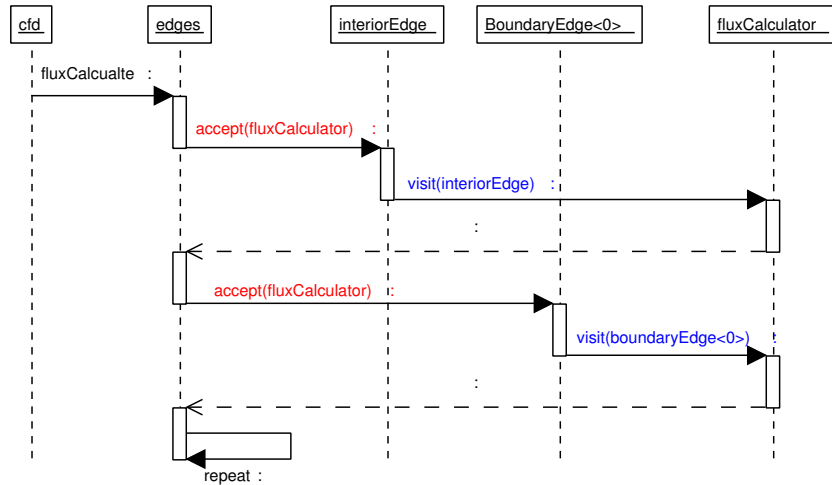 cfd edges interiorEdge BoundaryEdge<0> fluxCalculator
fluxCalcualte :
accept(fluxCalculator) :
visit(interiorEdge) :
:
accept(fluxCalculator) :
visit(boundaryEdge<0>) :
:
repeat :